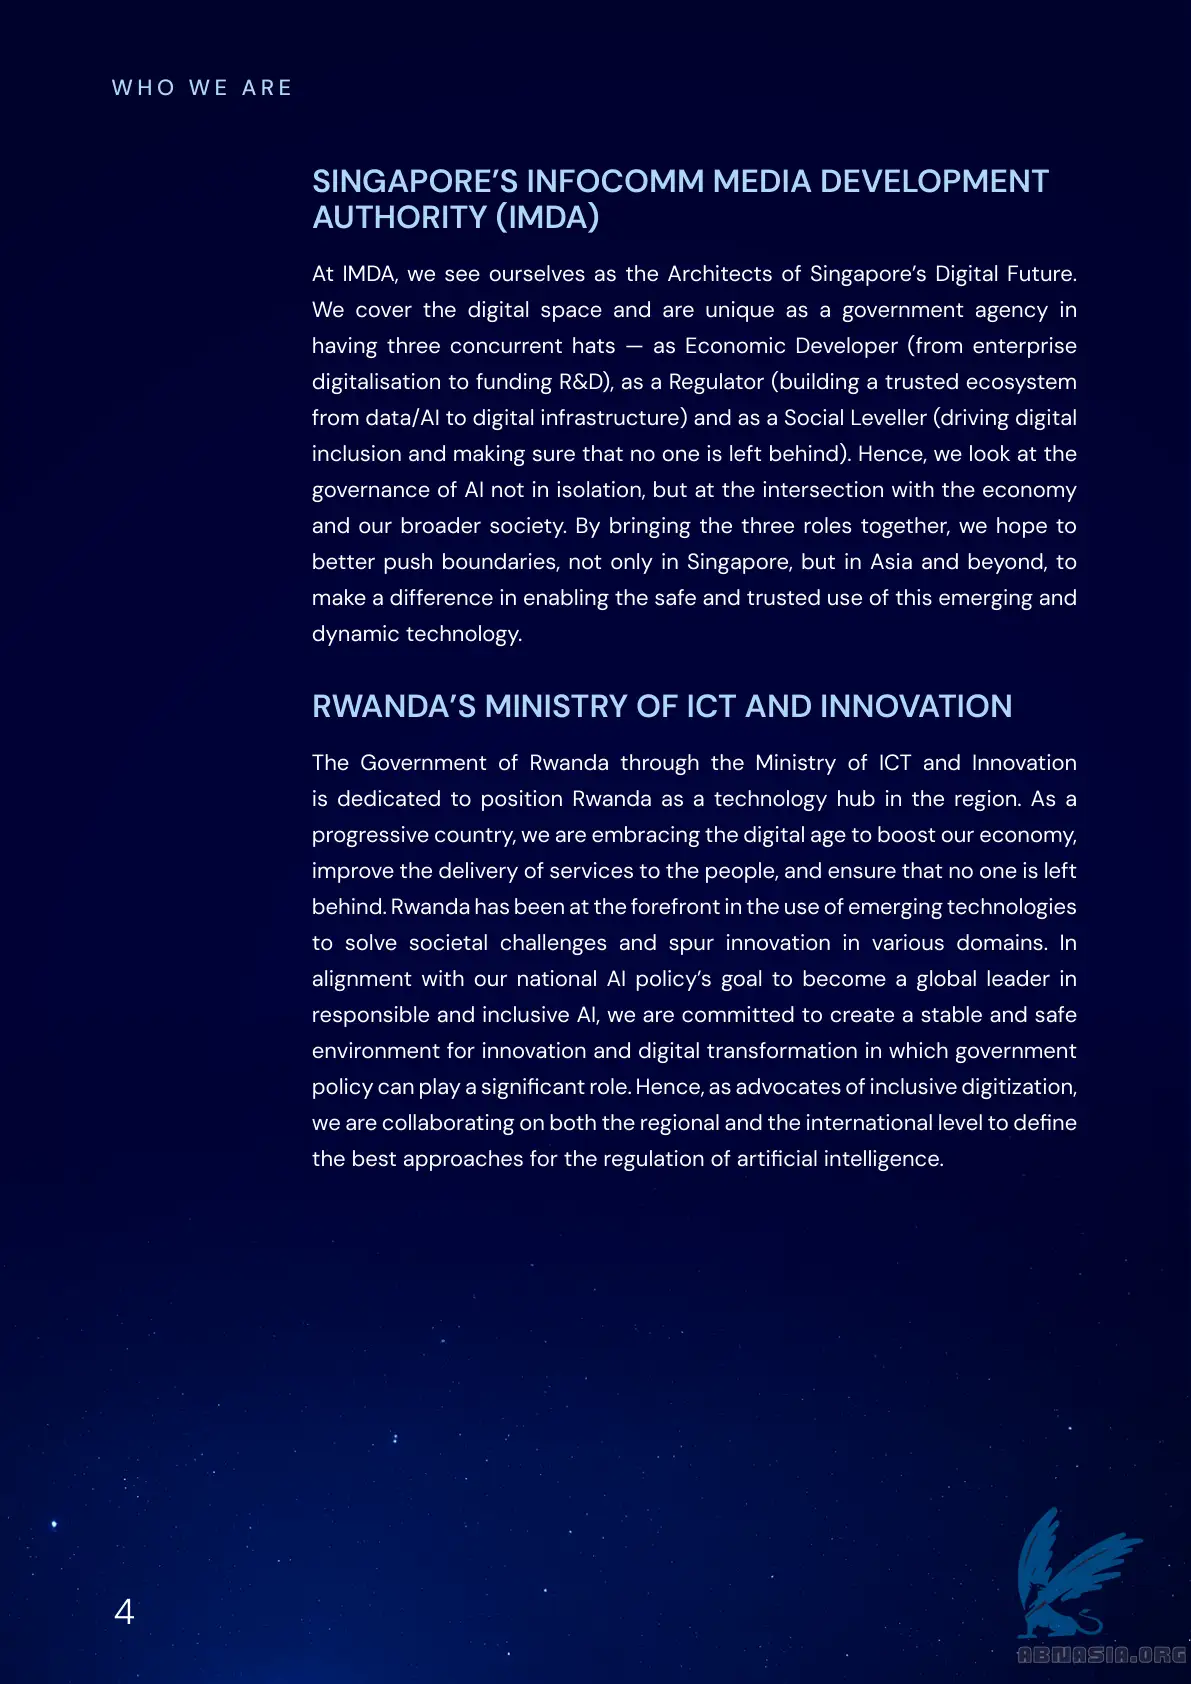 WHO WE ARE
SINGAPORE’S INFOCOMM MEDIA DEVELOPMENT
AUTHORITY (IMDA)
At IMDA, we see ourselves as the Architects of Singapore’s Digital Future.
We cover the digital space and are unique as a government agency in
having three concurrent hats — as Economic Developer (from enterprise
digitalisation to funding R&D), as a Regulator (building a trusted ecosystem
from data/AI to digital infrastructure) and as a Social Leveller (driving digital
inclusion and making sure that no one is left behind). Hence, we look at the
governance of AI not in isolation, but at the intersection with the economy
and our broader society. By bringing the three roles together, we hope to
better push boundaries, not only in Singapore, but in Asia and beyond, to
make a difference in enabling the safe and trusted use of this emerging and
dynamic technology.
RWANDA’S MINISTRY OF ICT AND INNOVATION
The Government of Rwanda through the Ministry of ICT and Innovation
is dedicated to position Rwanda as a technology hub in the region. As a
progressive country, we are embracing the digital age to boost our economy,
improve the delivery of services to the people, and ensure that no one is left
behind. Rwanda has been at the forefront in the use of emerging technologies
to solve societal challenges and spur innovation in various domains. In
alignment with our national AI policy’s goal to become a global leader in
responsible and inclusive AI, we are committed to create a stable and safe
environment for innovation and digital transformation in which government
policy can play a significant role. Hence, as advocates of inclusive digitization,
we are collaborating on both the regional and the international level to define
the best approaches for the regulation of artificial intelligence.
4
ABNASIA.ORG